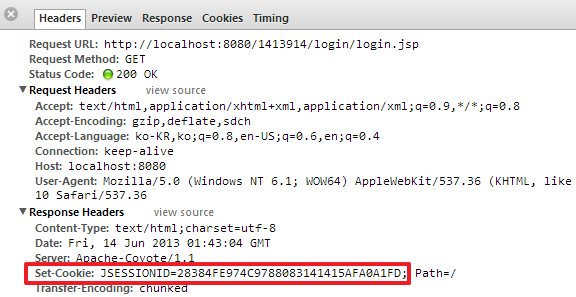 Headers Preview Response Cookies Timing
Request URL: http://localhost:8080/1413914/login/login.jsp
Request Method: GET
Status Code: 200 OK
Request Headers view source
Accept: text/html,application/xhtml+xml,application/xml;q=0.9,*/*;q=0.8
Accept-Encoding: gzip,deflate,sdch
Accept-Language: ko-KR,ko;q=0.8,en-US;q=0.6,en;q=0.4
Connection: keep-alive
Host: localhost:8080
User-Agent: Mozilla/5.0 (Windows NT 6.1; WOW64) AppleWebKit/537.36 (KHTML, like
10 Safari/537.36
Response Headers view source
Content-Type: text/html;charset=utf-8
Date: Fri, 14 Jun 2013 01:43:04 GMT
Server: Apache-Coyote/1.1
Set-Cookie: JSESSIONID=28384FE974C9788083141415AFA0A1FD; Path=/
Transfer-Encoding: chunked